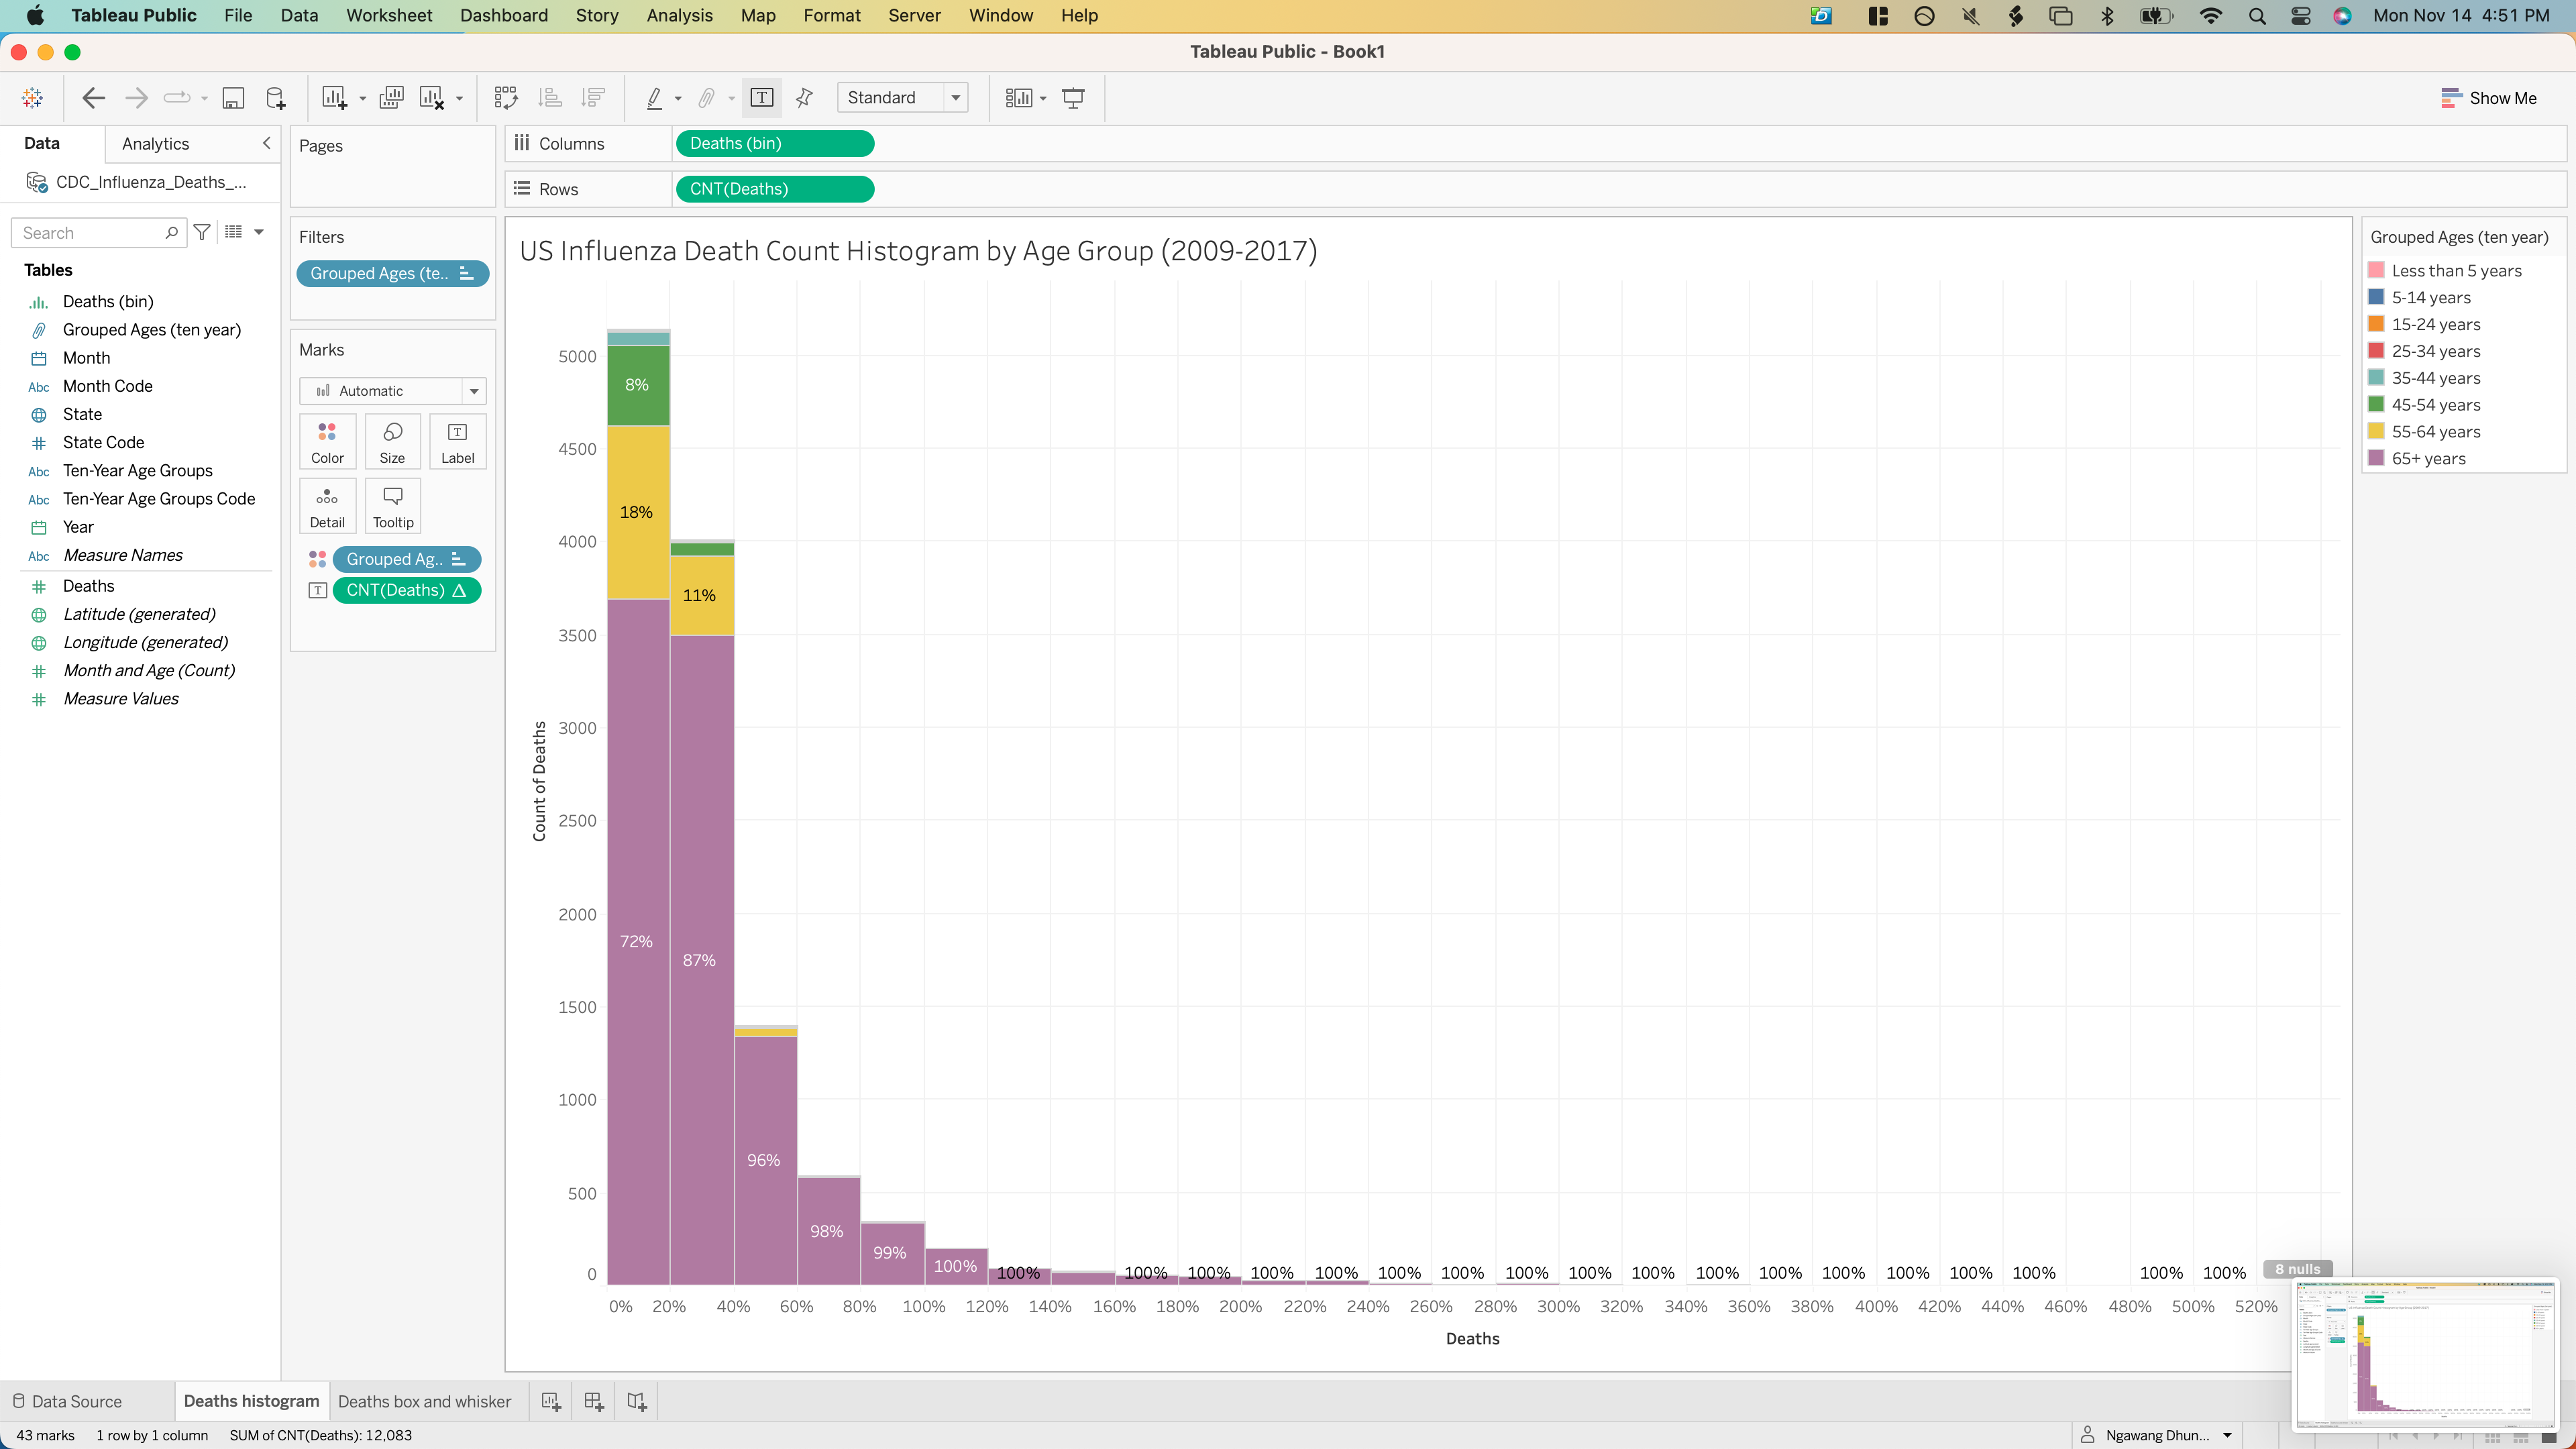 Tableau Public File Data Worksheet Dashboard Story Analysis Map Format Server Window Help Mon Nov 14 4:51 PM
Tableau Public - Book1
Standard Show Me
Data Analytics
CDC_Influenza_Deaths_...
Search
Tables
Deaths (bin)
Grouped Ages (ten year)
Month
Abc Month Code
State
State Code
Abc Ten-Year Age Groups
Abc Ten-Year Age Groups Code
Year
Abc Measure Names
Deaths
Latitude (generated)
Longitude (generated)
Month and Age (Count)
Measure Values
Pages
Filters
Grouped Ages (te..
Marks
Automatic
Color Size Label
Detail Tooltip
Grouped Ag..
CNT(Deaths)
Columns Deaths (bin)
Rows CNT(Deaths)
US Influenza Death Count Histogram by Age Group (2009-2017)
Count of Deaths
5000
4500
4000
3500
3000
2500
2000
1500
1000
500
0
8%
18%
11%
72%
87%
96%
98%
99%
100% 100% 100% 100% 100% 100% 100% 100% 100% 100% 100% 100% 100% 100% 100% 100% 100% 100%
8 nulls
0% 20% 40% 60% 80% 100% 120% 140% 160% 180% 200% 220% 240% 260% 280% 300% 320% 340% 360% 380% 400% 420% 440% 460% 480% 500% 520%
Deaths
Grouped Ages (ten year)
Less than 5 years
5-14 years
15-24 years
25-34 years
35-44 years
45-54 years
55-64 years
65+ years
Data Source Deaths histogram Deaths box and whisker
43 marks 1 row by 1 column SUM of CNT(Deaths): 12,083 Ngawang Dhun...